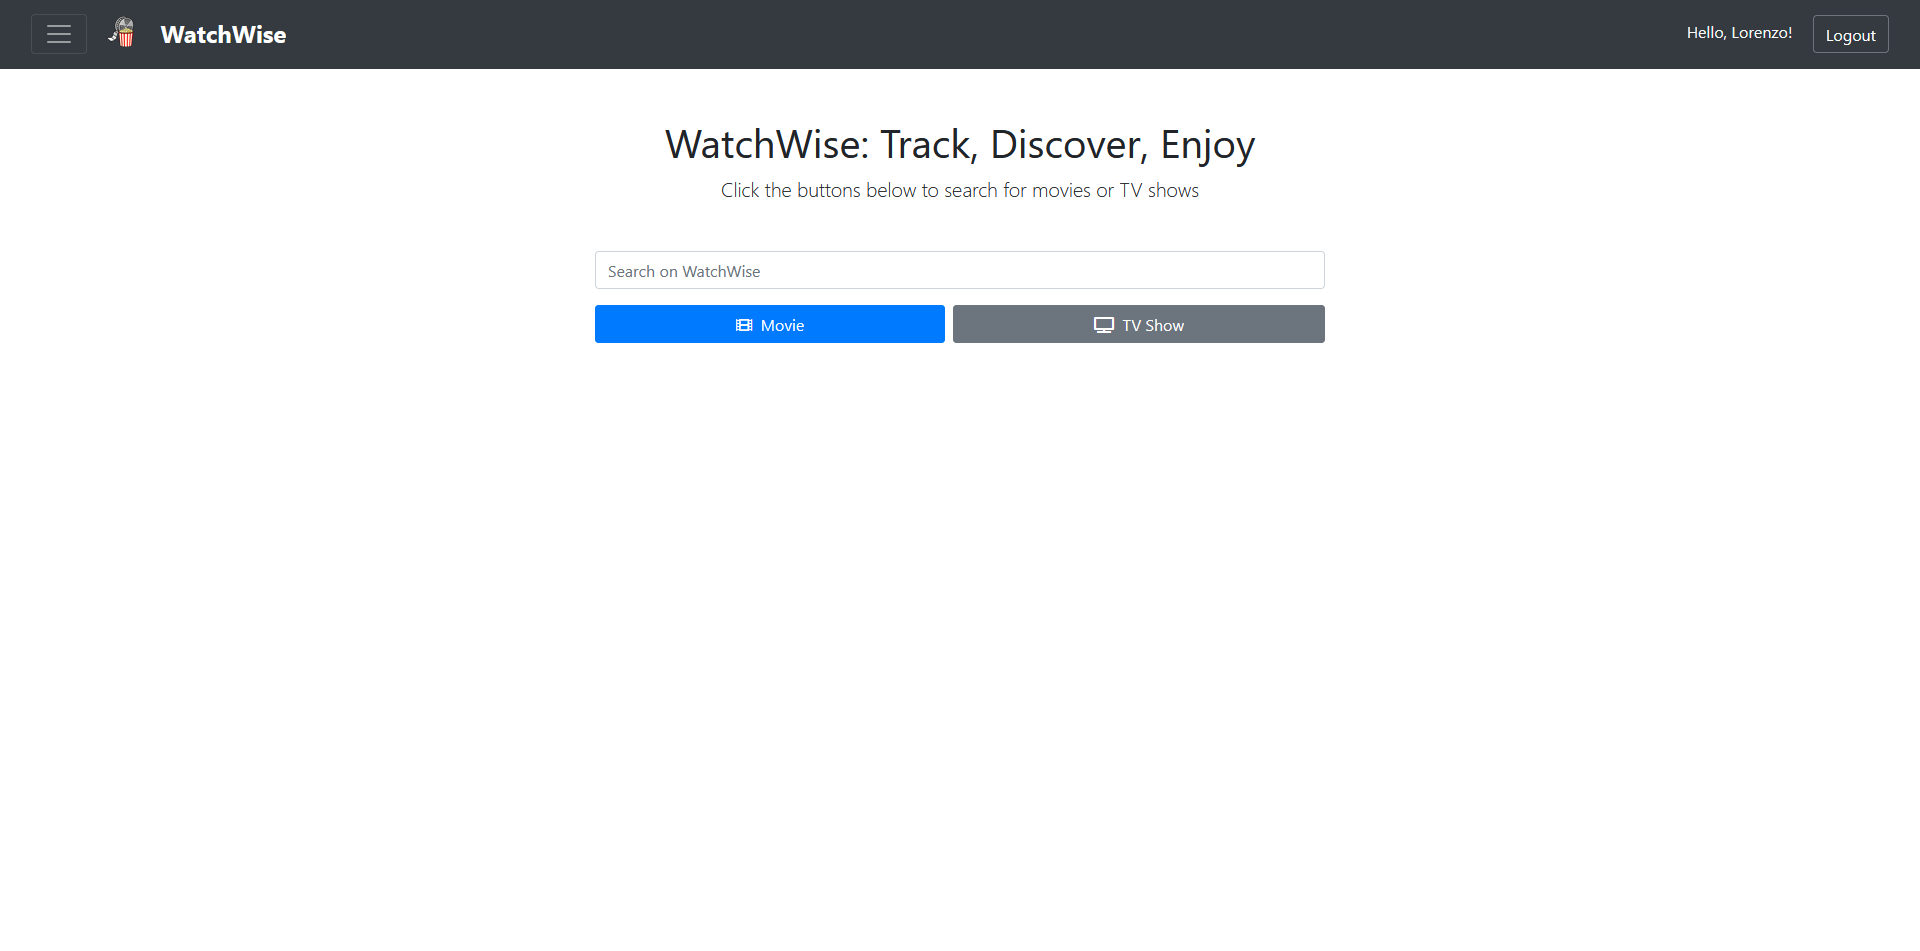 WatchWise
Hello, Lorenzo!
Logout
WatchWise: Track, Discover, Enjoy
Click the buttons below to search for movies or TV shows
Search on WatchWise
Movie
TV Show